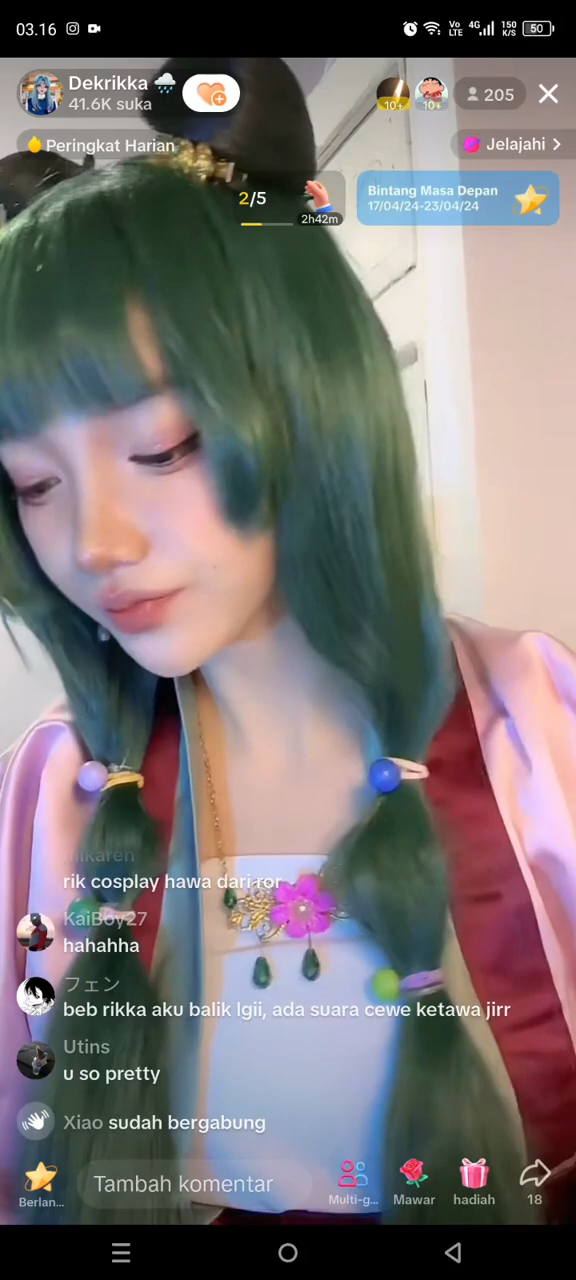 03.16
Vo
LTE
4G
150
K/S
50
Dekrikka 🌧️
41.6K suka
10+
10+
205
Peringkat Harian
Jelajahi
2/5
2h42m
Bintang Masa Depan
17/04/24-23/04/24
mikaren
rik cosplay hawa dari ror
KaiBoy27
hahahha
フェン
beb rikka aku balik lgii, ada suara cewe ketawa jirr
Utins
u so pretty
Xiao sudah bergabung
Berlan...
Tambah komentar
Multi-g...
Mawar
hadiah
18